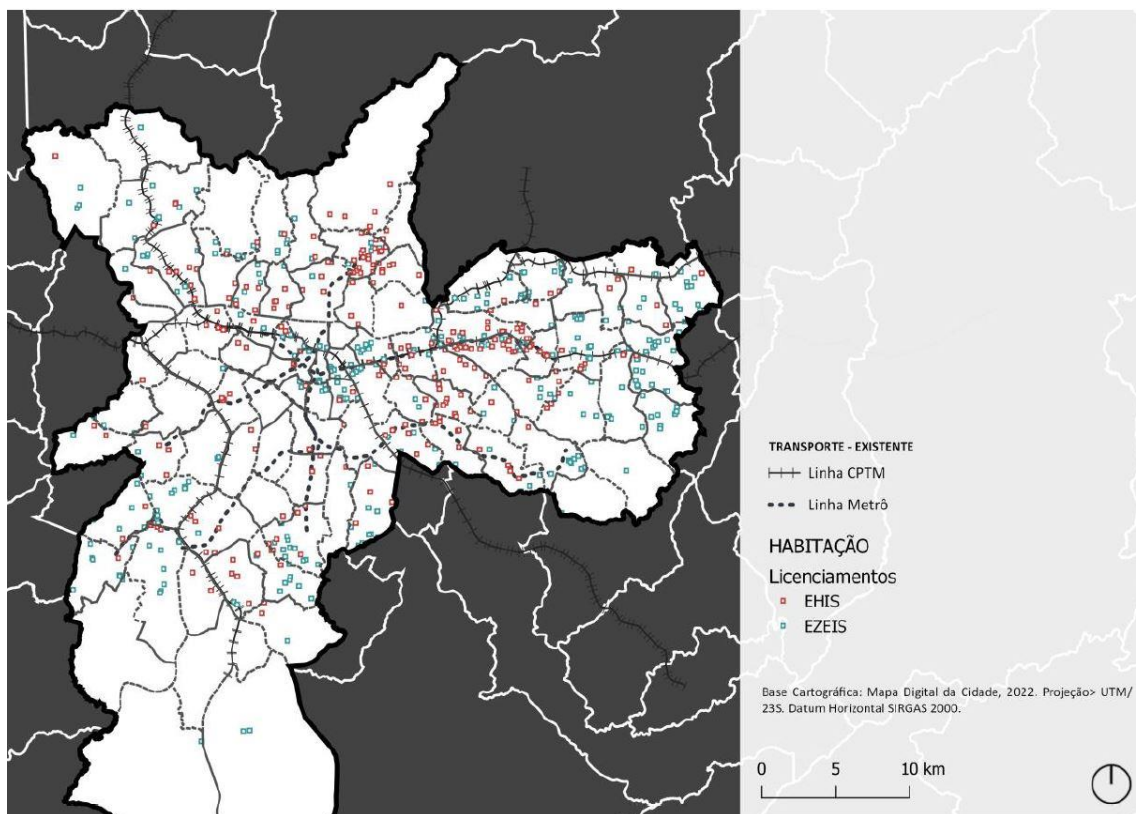 TRANSPORTE - EXISTENTE
Linha CPTM
Linha Metrô
HABITAÇÃO
Licenciamentos
EHIS
EZEIS
Base Cartográfica: Mapa Digital da Cidade, 2022. Projeção> UTM/
23S. Datum Horizontal SIRGAS 2000.
0 5 10 km